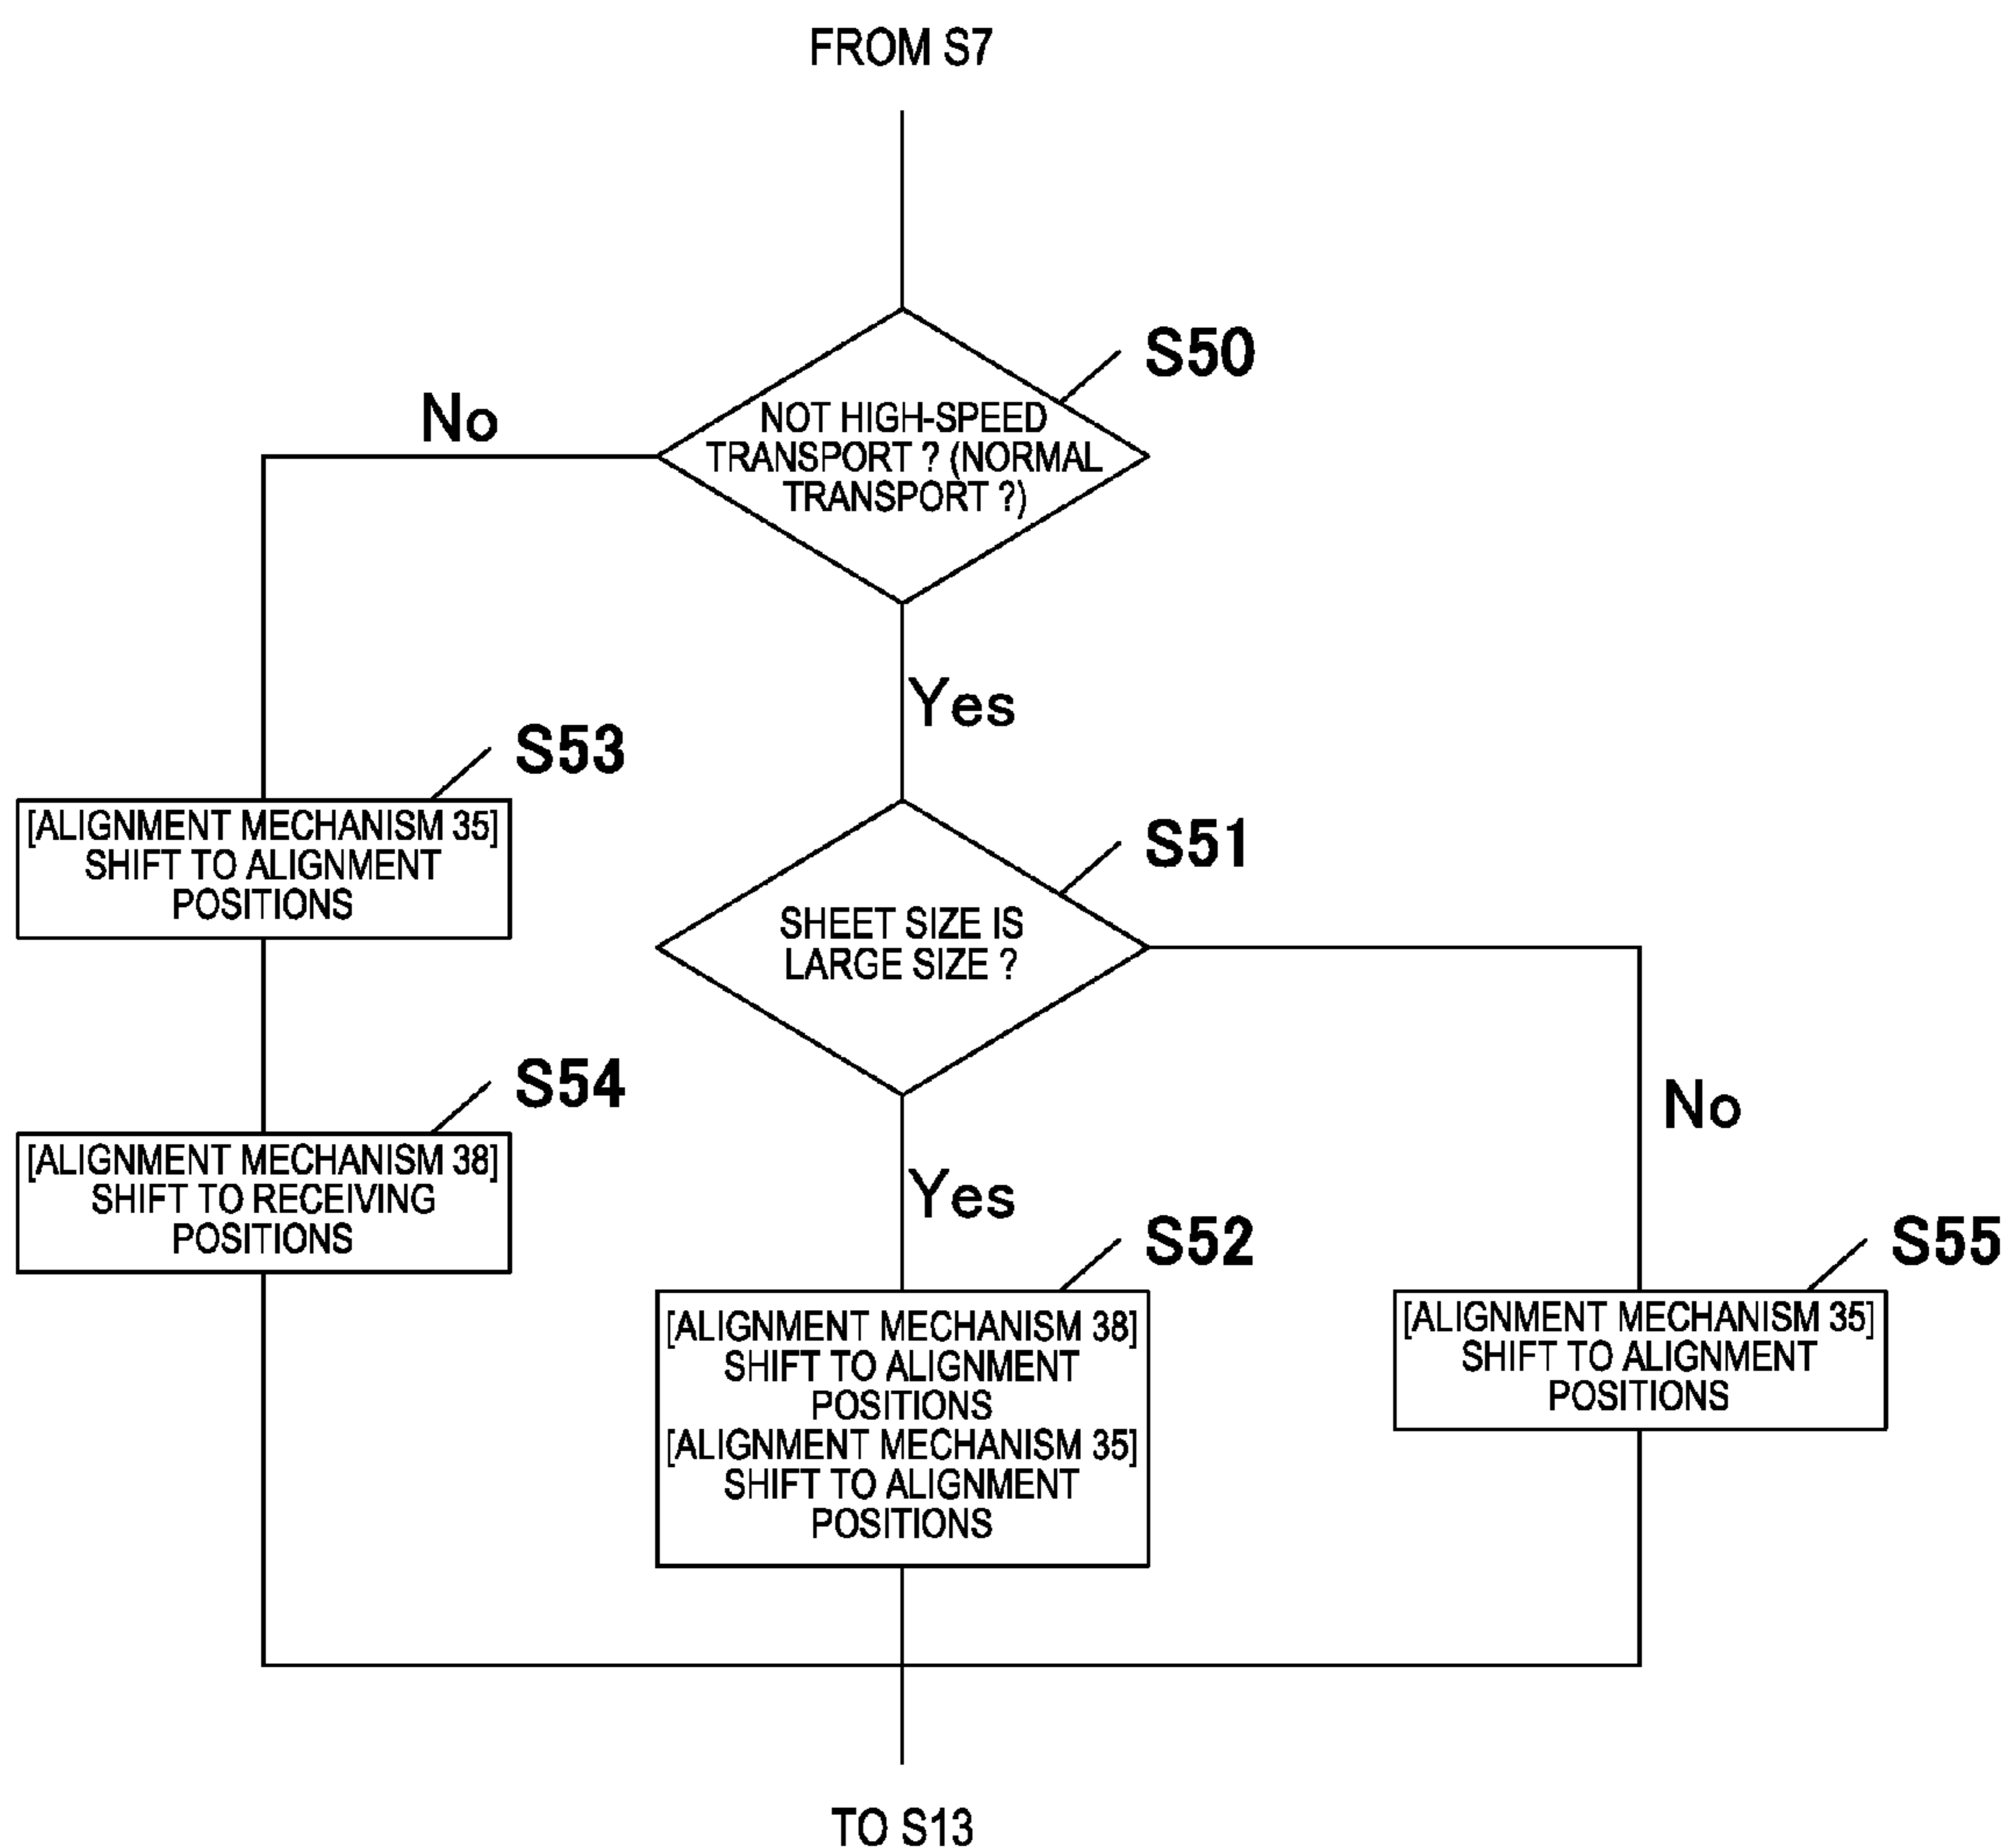 FROM S7
S50
No
NOT HIGH-SPEED
TRANSPORT ? (NORMAL
TRANSPORT ?)
Yes
S53
[ALIGNMENT MECHANISM 35]
SHIFT TO ALIGNMENT
POSITIONS
S51
SHEET SIZE IS
LARGE SIZE ?
S54
No
[ALIGNMENT MECHANISM 38]
SHIFT TO RECEIVING
POSITIONS
Yes
S52
S55
[ALIGNMENT MECHANISM 38]
SHIFT TO ALIGNMENT
POSITIONS
[ALIGNMENT MECHANISM 35]
SHIFT TO ALIGNMENT
POSITIONS
[ALIGNMENT MECHANISM 35]
SHIFT TO ALIGNMENT
POSITIONS
TO S13